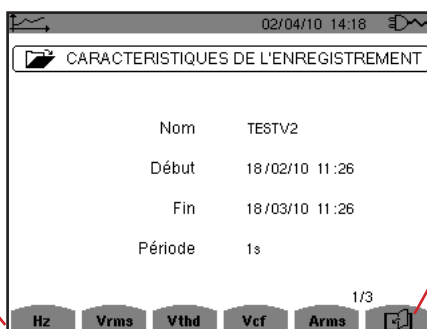 02/04/10 14:18
CARACTERISTIQUES DE L'ENREGISTREMENT
Nom TESTV2
Début 18/02/10 11:26
Fin 18/03/10 11:26
Période 1s
1/3
Hz Vrms Vthd Vcf Arms